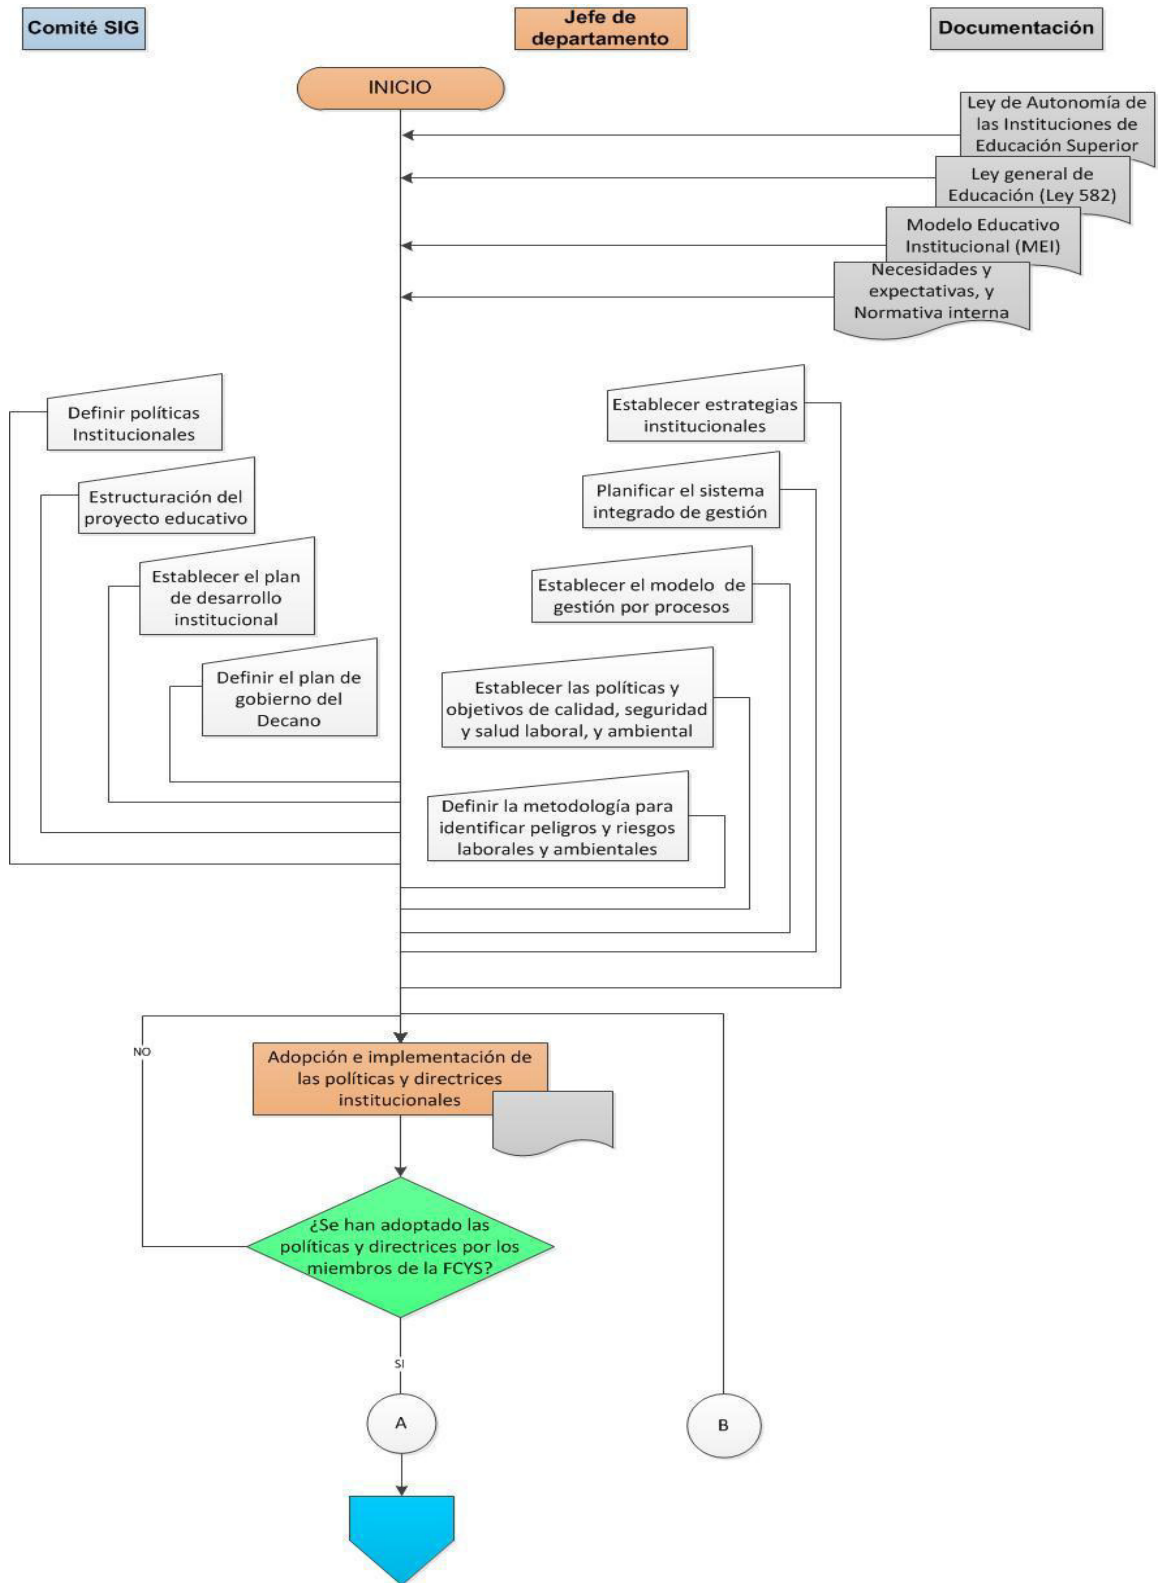 Comité SIG
Jefe de
departamento
Documentación
INICIO
Ley de Autonomía de
las Instituciones de
Educación Superior
Ley general de
Educación (Ley 582)
Modelo Educativo
Institucional (MEI)
Necesidades y
expectativas, y
Normativa interna
Definir políticas
Institucionales
Establecer estrategias
institucionales
Estructuración del
proyecto educativo
Planificar el sistema
integrado de gestión
Establecer el plan
de desarrollo
institucional
Establecer el modelo de
gestión por procesos
Definir el plan de
gobierno del
Decano
Establecer las políticas y
objetivos de calidad, seguridad
y salud laboral, y ambiental
Definir la metodología para
identificar peligros y riesgos
laborales y ambientales
NO
Adopción e implementación de
las políticas y directrices
institucionales
¿Se han adoptado las
políticas y directrices por los
miembros de la FCYS?
SI
A
B